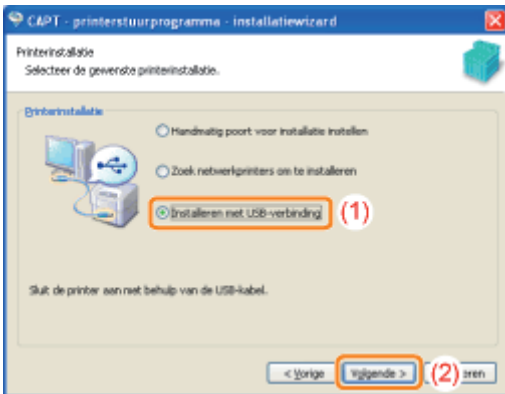 CAPT - printerstuurprogramma - installatiewizard
Printerinstallatie
Selecteer de gewenste printerinstallatie.
Printerinstallatie
Handmatig poort voor installatie instellen
Zoek netwerkprinters om te installeren
Installeren met USB-verbinding (1)
Sluit de printer aan met behulp van de USB-kabel.
< Vorige Volgende > (2)